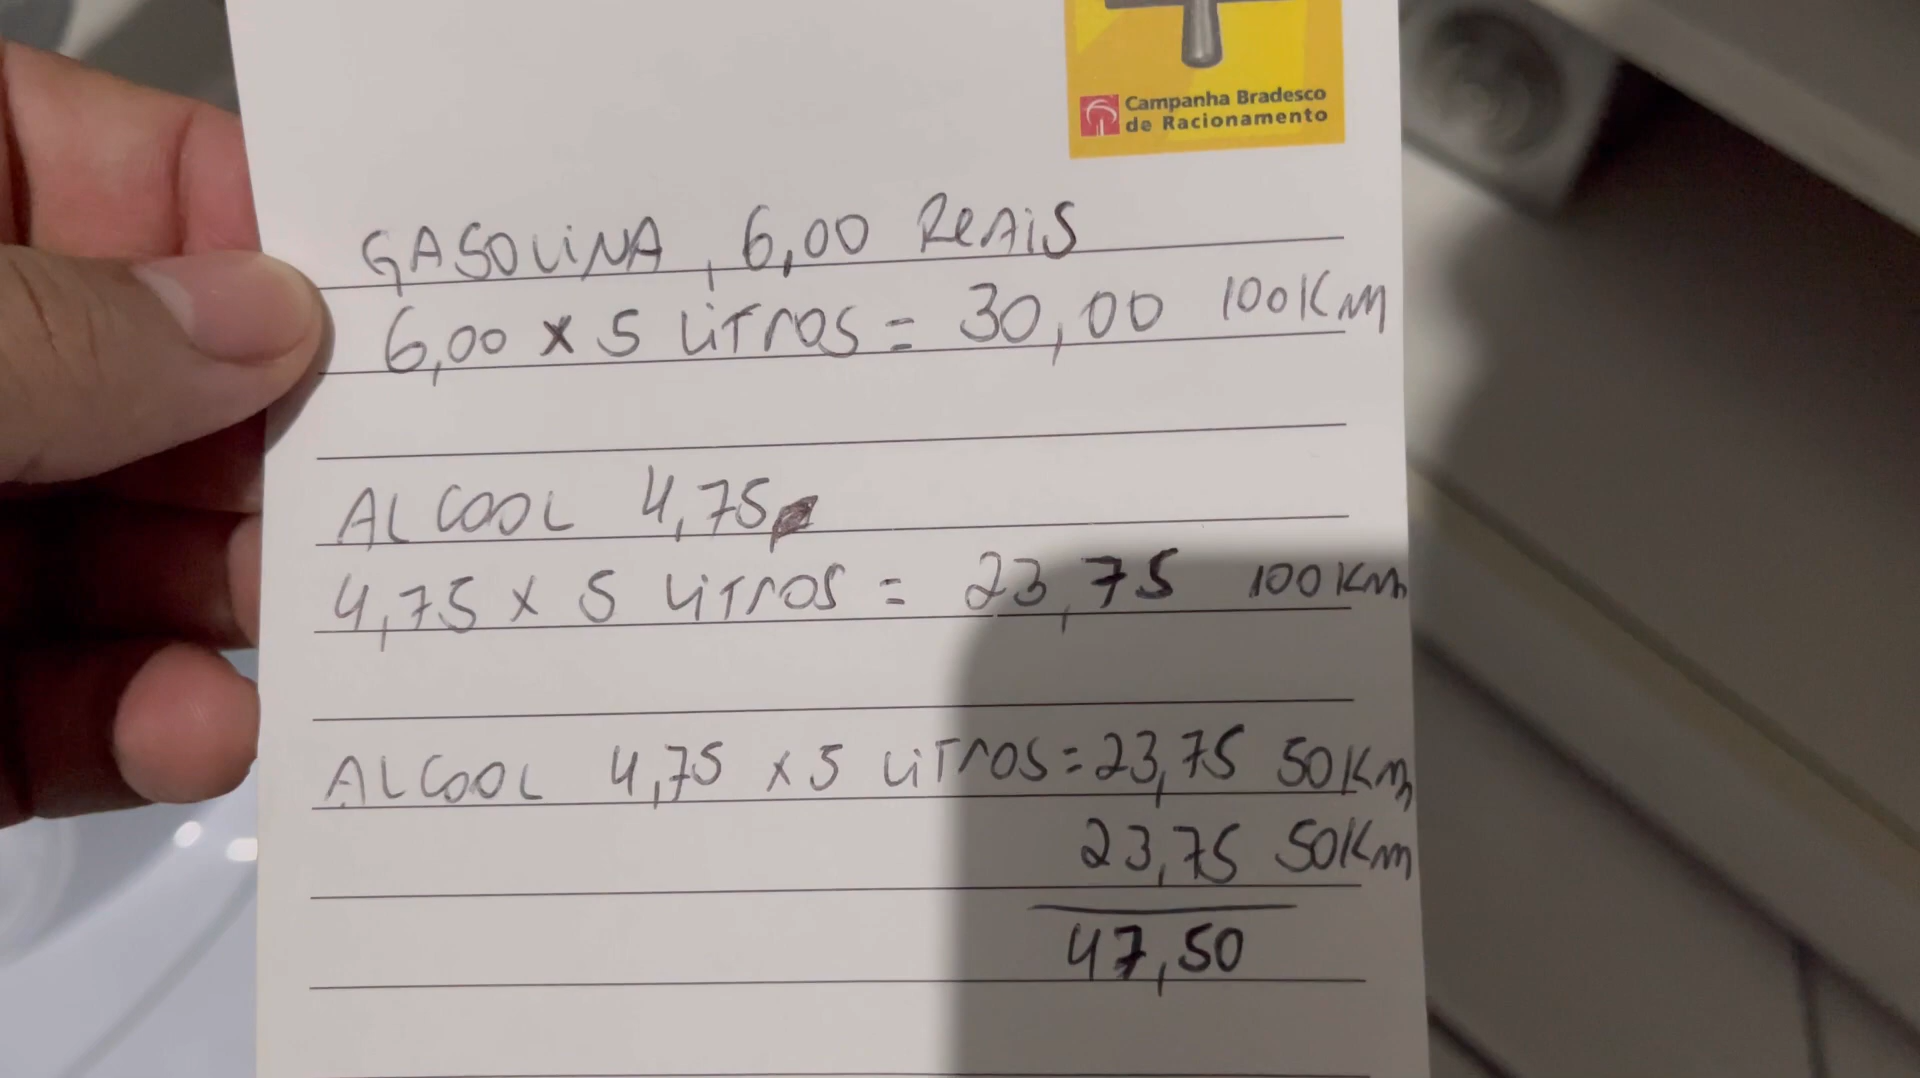 Campanha Bradesco
de Racionamento
GASOLINA, 6,00 REAIS
6,00 x 5 LITROS = 30,00 100KM
ALCOOL 4,75
4,75 x 5 LITROS = 23,75 100KM
ALCOOL 4,75 x 5 LITROS = 23,75 50KM
23,75 50KM
47,50